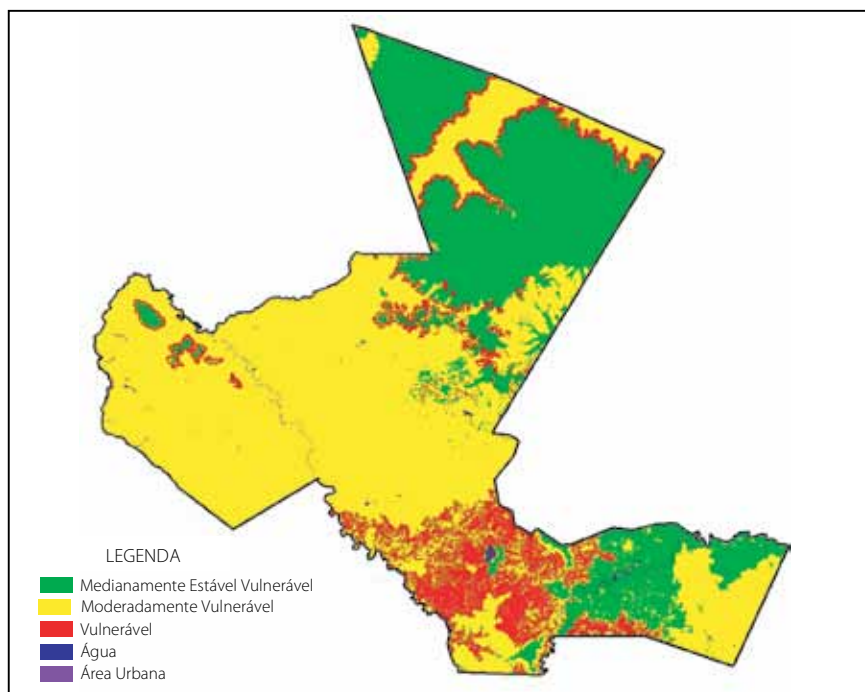 LEGENDA
Medianamente Estável Vulnerável
Moderadamente Vulnerável
Vulnerável
Água
Área Urbana